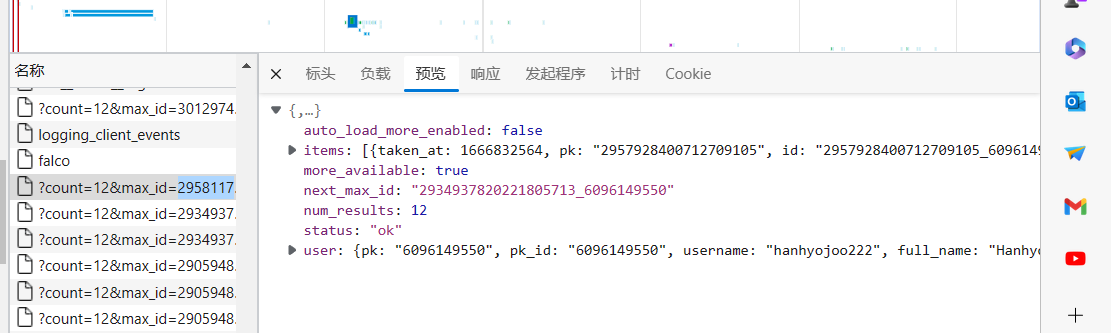 名称
?count=12&max_id=3012974.
logging_client_events
falco
?count=12&max_id=2958117.
?count=12&max_id=2934937.
?count=12&max_id=2934937.
?count=12&max_id=2905948.
?count=12&max_id=2905948.
?count=12&max_id=2905948.
标头 负载 预览 响应 发起程序 计时 Cookie
{,…}
auto_load_more_enabled: false
items: [{taken_at: 1666832564, pk: "2957928400712709105", id: "2957928400712709105_6096149
more_available: true
next_max_id: "2934937820221805713_6096149550"
num_results: 12
status: "ok"
user: {pk: "6096149550", pk_id: "6096149550", username: "hanhyojoo222", full_name: "Hanhyo